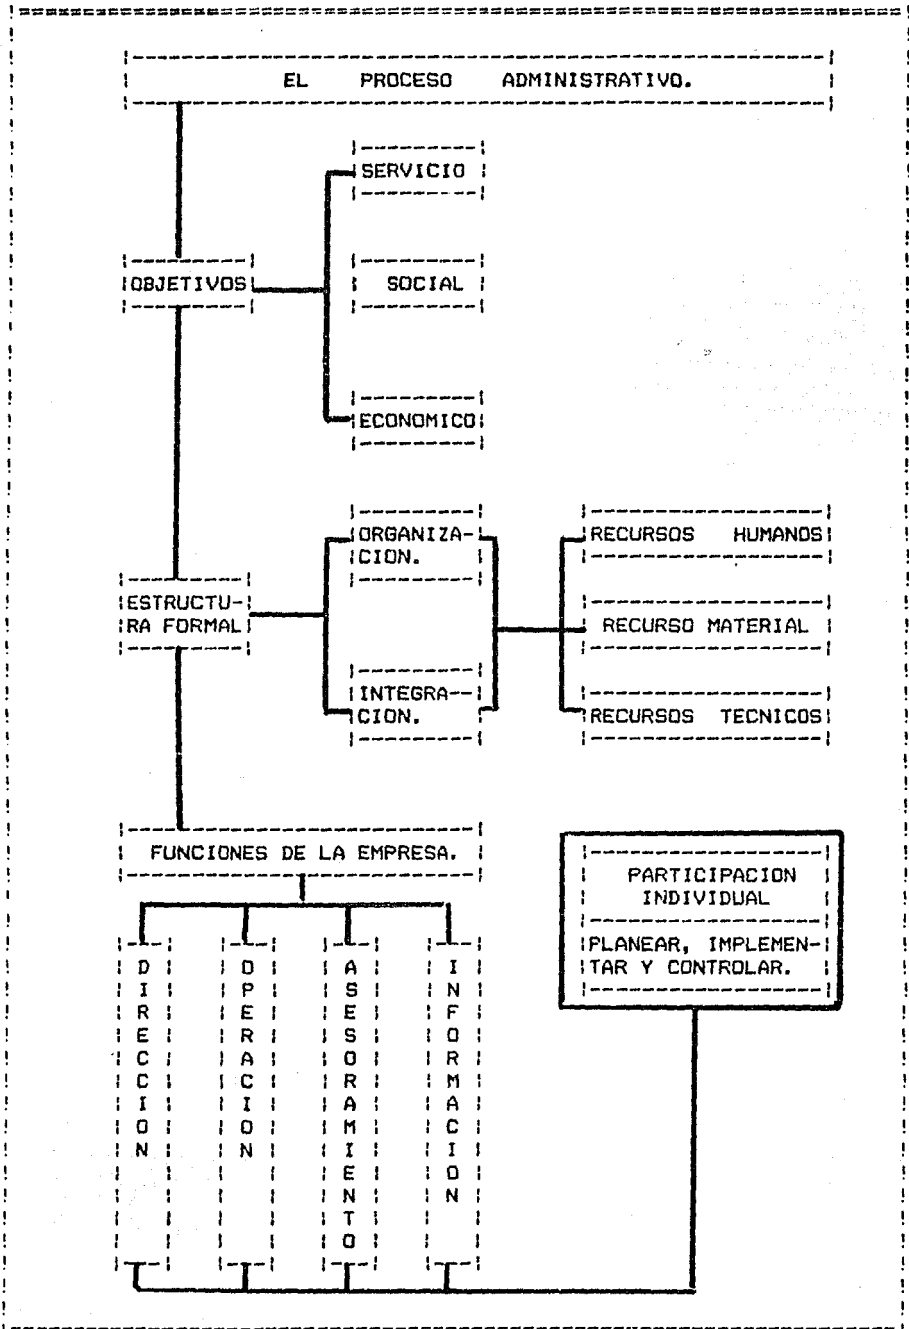 EL PROCESO ADMINISTRATIVO.
SERVICIO
OBJETIVOS
SOCIAL
ECONOMICO
ORGANIZA-
CION.
RECURSOS HUMANOS
ESTRUCTU-
RA FORMAL
RECURSO MATERIAL
INTEGRA--
CION.
RECURSOS TECNICOS
FUNCIONES DE LA EMPRESA.
PARTICIPACION
INDIVIDUAL
PLANEAR, IMPLEMEN-
TAR Y CONTROLAR.
DIRECCION
OPERACION
ASESORAMIENTO
INFORMACION